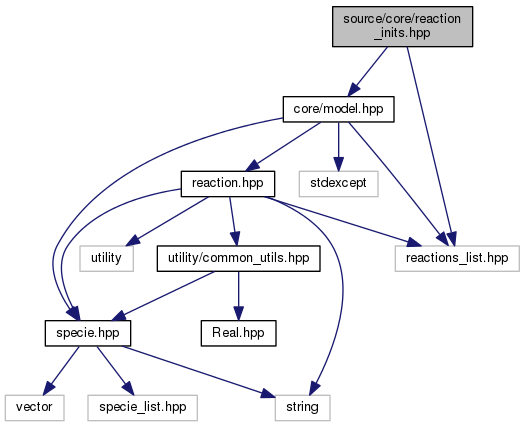 source/core/reaction
_inits.hpp
core/model.hpp
reaction.hpp
stdexcept
utility
utility/common_utils.hpp
reactions_list.hpp
specie.hpp
Real.hpp
vector
specie_list.hpp
string